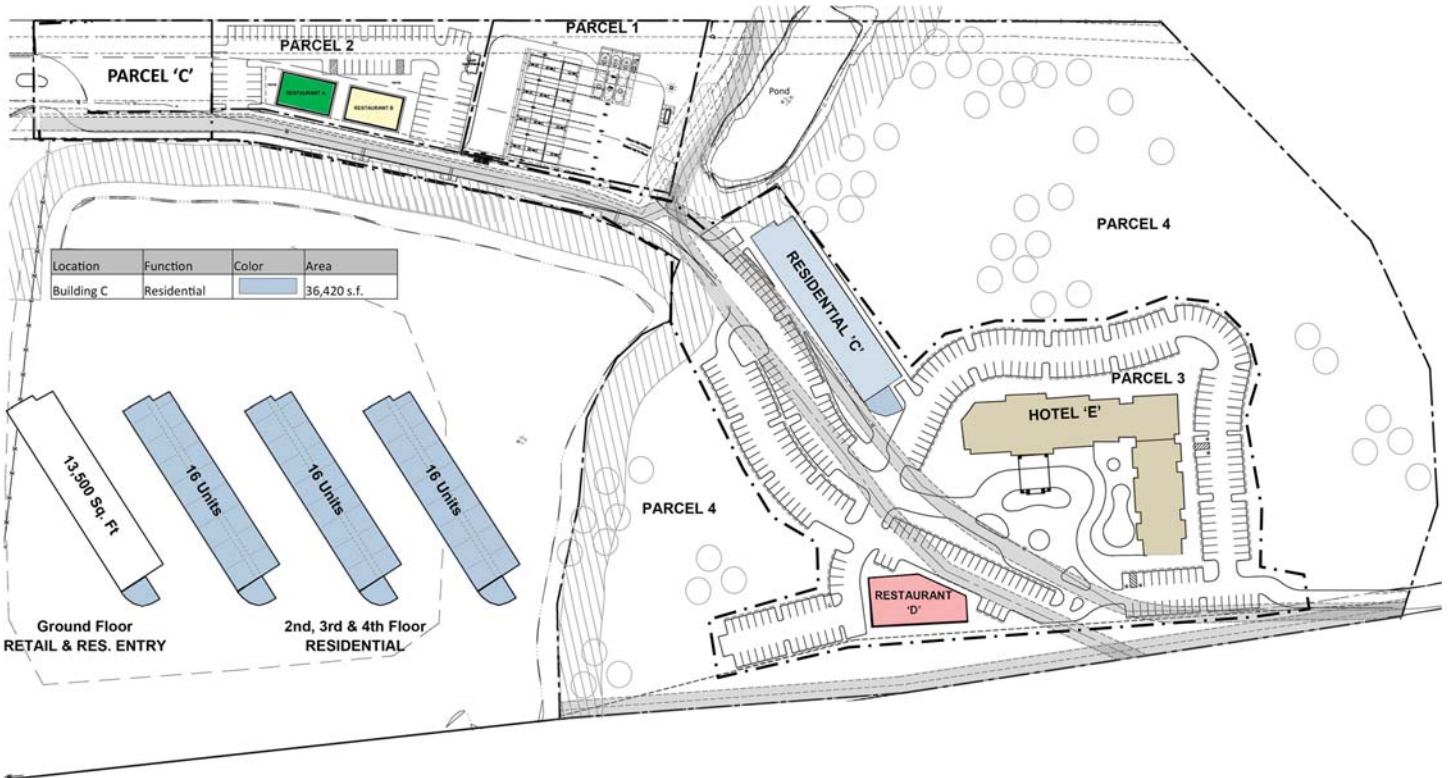 PARCEL 1
PARCEL 2
PARCEL ‘C’
RESTAURANT A
RESTAURANT B
Pond
PARCEL 4
Location Function Color Area
Building C Residential 36,420 s.f.
RESIDENTIAL ‘C’
PARCEL 3
HOTEL ‘E’
13,500 Sq. Ft
16 Units
16 Units
16 Units
PARCEL 4
RESTAURANT
‘D’
Ground Floor
RETAIL & RES. ENTRY
2nd, 3rd & 4th Floor
RESIDENTIAL